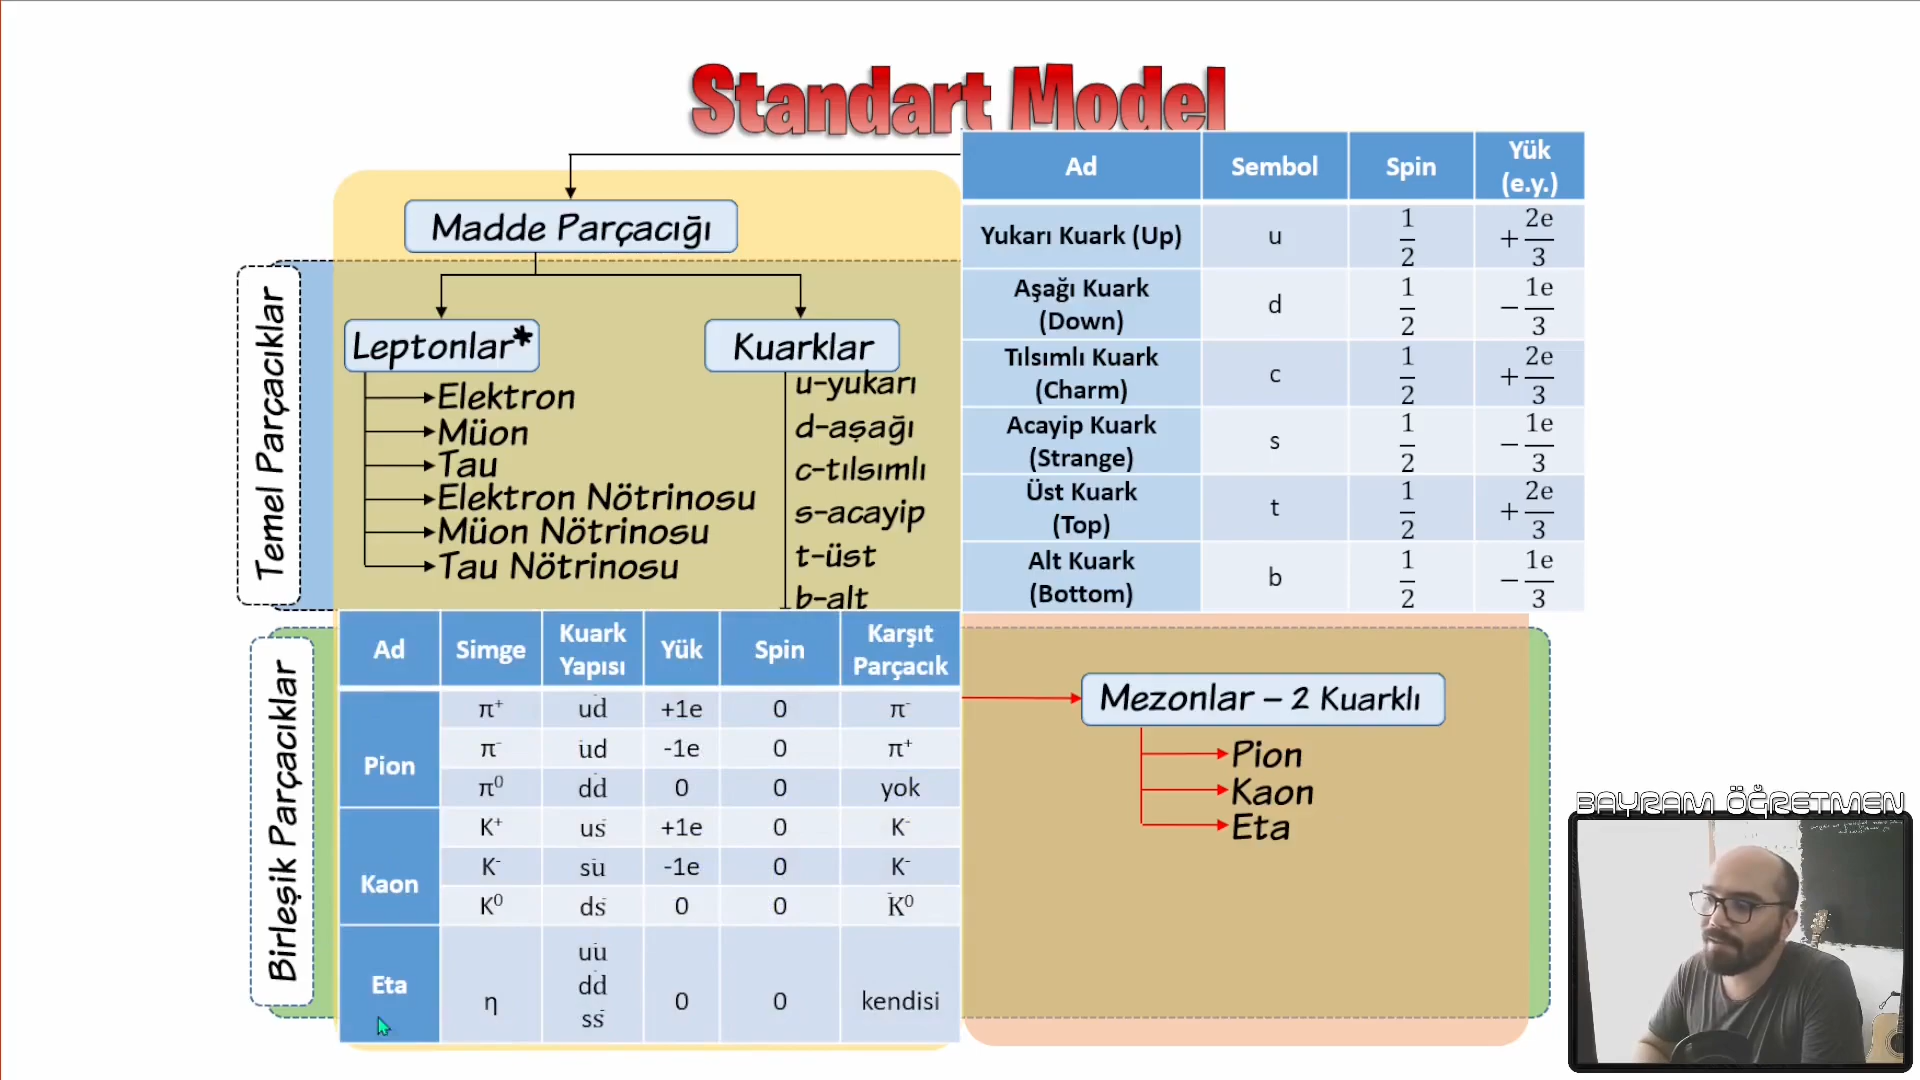 Standart Model
Madde Parçacığı
Temel Parçacıklar
Leptonlar*
Elektron
Müon
Tau
Elektron Nötrinosu
Müon Nötrinosu
Tau Nötrinosu
Kuarklar
u-yukarı
d-aşağı
c-tılsımlı
s-acayip
t-üst
b-alt
Ad Sembol Spin Yük (e.y.)
Yukarı Kuark (Up) u 1/2 +2e/3
Aşağı Kuark (Down) d 1/2 −1e/3
Tılsımlı Kuark (Charm) c 1/2 +2e/3
Acayip Kuark (Strange) s 1/2 −1e/3
Üst Kuark (Top) t 1/2 +2e/3
Alt Kuark (Bottom) b 1/2 −1e/3
Birleşik Parçacıklar
Ad Simge Kuark Yapısı Yük Spin Karşıt Parçacık
Pion
π⁺ ud̄ +1e 0 π⁻
π⁻ ūd -1e 0 π⁺
π⁰ dd̄ 0 0 yok
Kaon
K⁺ us̄ +1e 0 K⁻
K⁻ sū -1e 0 K⁻
K⁰ ds̄ 0 0 K̄⁰
Eta
η uū dd̄ ss̄ 0 0 kendisi
Mezonlar – 2 Kuarklı
Pion
Kaon
Eta
BAYRAM ÖĞRETMEN